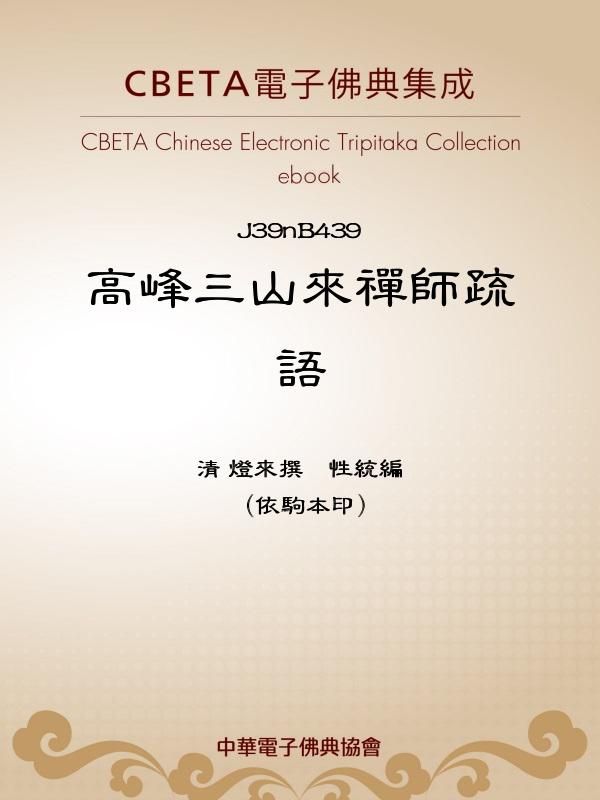 CBETA電子佛典集成
CBETA Chinese Electronic Tripitaka Collection
ebook
J39nB439
高峰三山來禪師疏
語
清 燈來撰　性統編
（依駒本印）
中華電子佛典協會